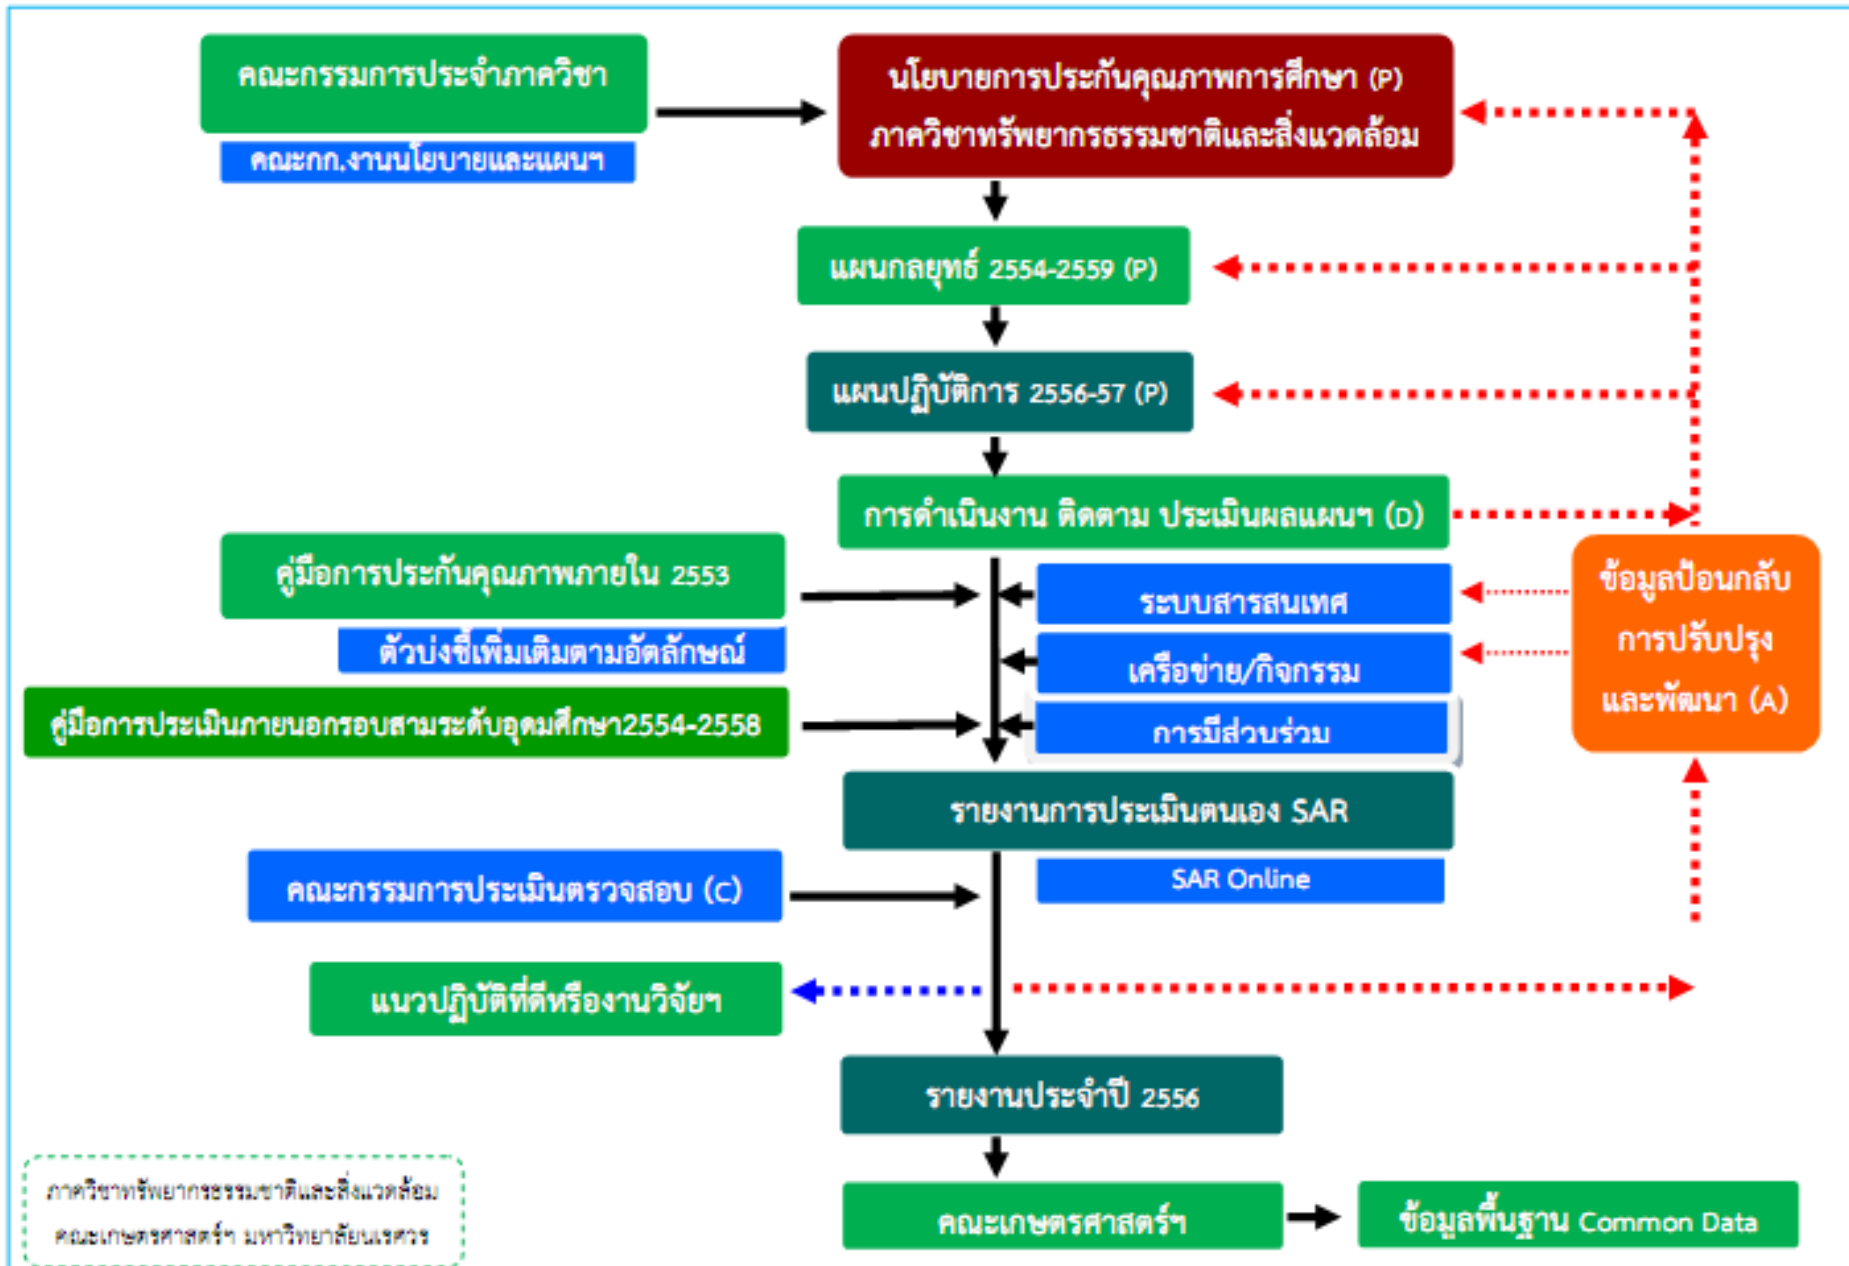 คณะกรรมการประจำภาควิชา
คณะกก.งานนโยบายและแผนฯ
นโยบายการประกันคุณภาพการศึกษา (P)
ภาควิชาทรัพยากรธรรมชาติและสิ่งแวดล้อม
แผนกลยุทธ์ 2554-2559 (P)
แผนปฏิบัติการ 2556-57 (P)
การดำเนินงาน ติดตาม ประเมินผลแผนฯ (D)
คู่มือการประกันคุณภาพภายใน 2553
ตัวบ่งชี้เพิ่มเติมตามอัตลักษณ์
คู่มือการประเมินภายนอกรอบสามระดับอุดมศึกษา2554-2558
ระบบสารสนเทศ
เครือข่าย/กิจกรรม
การมีส่วนร่วม
ข้อมูลป้อนกลับ
การปรับปรุง
และพัฒนา (A)
รายงานการประเมินตนเอง SAR
SAR Online
คณะกรรมการประเมินตรวจสอบ (C)
แนวปฏิบัติที่ดีหรืองานวิจัยฯ
รายงานประจำปี 2556
คณะเกษตรศาสตร์ฯ
ข้อมูลพื้นฐาน Common Data
ภาควิชาทรัพยากรธรรมชาติและสิ่งแวดล้อม
คณะเกษตรศาสตร์ฯ มหาวิทยาลัยนเรศวร